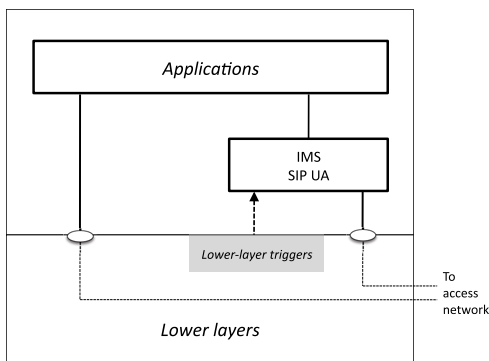 Applications
IMS
SIP UA
Lower-layer triggers
To
access
network
Lower layers